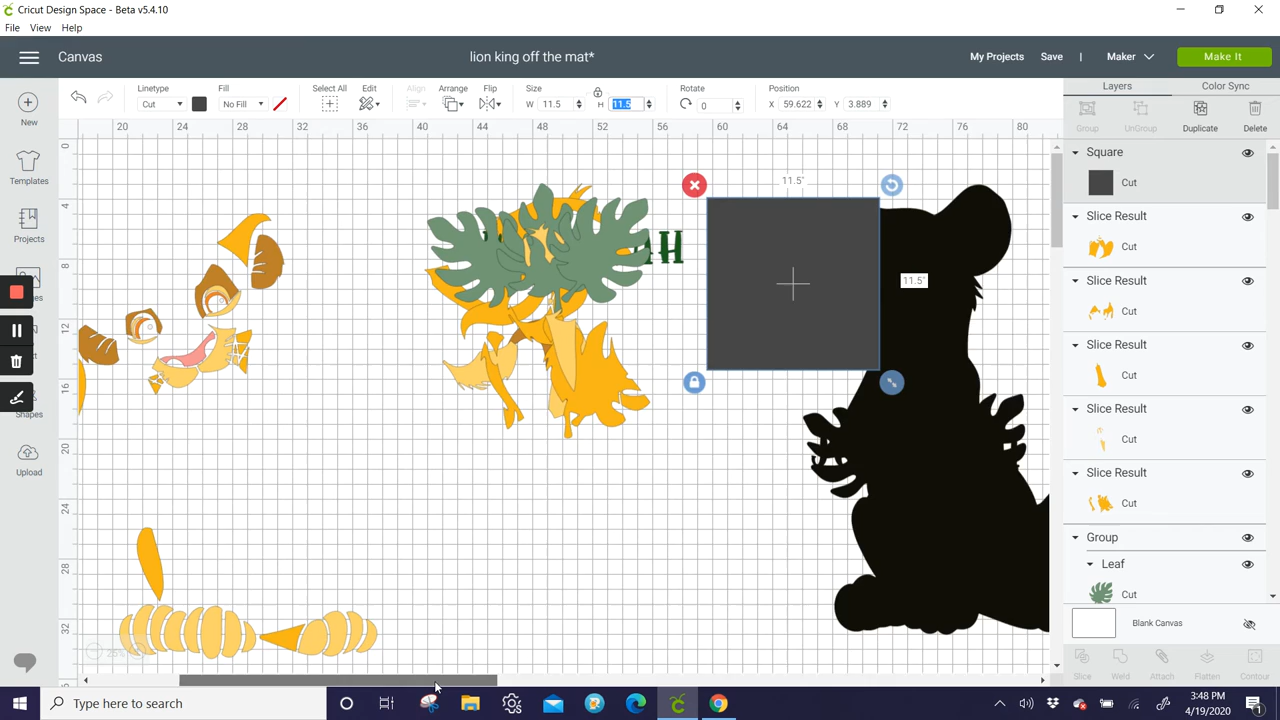 Cricut Design Space - Beta v5.4.10
File View Help
Canvas
lion king off the mat*
My Projects Save | Maker Make It
Linetype Fill Select All Edit Align Arrange Flip Size Rotate Position
Cut No Fill W 11.5 H 11.5 0 X 59.622 Y 3.889
Layers Color Sync
Group UnGroup Duplicate Delete
20 24 28 32 36 40 44 48 52 56 60 64 68 72 76 80
0
4
8
12
16
20
24
28
32
New
Templates
Projects
Shapes
Upload
11.5"
11.5"
Square
Cut
Slice Result
Cut
Slice Result
Cut
Slice Result
Cut
Slice Result
Cut
Slice Result
Cut
Group
Leaf
Cut
Blank Canvas
Slice Weld Attach Flatten Contour
25%
Type here to search
3:48 PM
4/19/2020